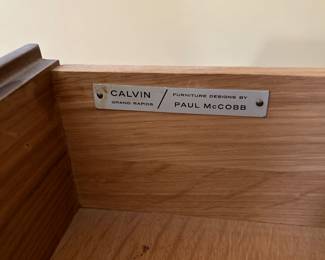 CALVIN / FURNITURE DESIGNS BY
GRAND RAPIDS / PAUL McCOBB